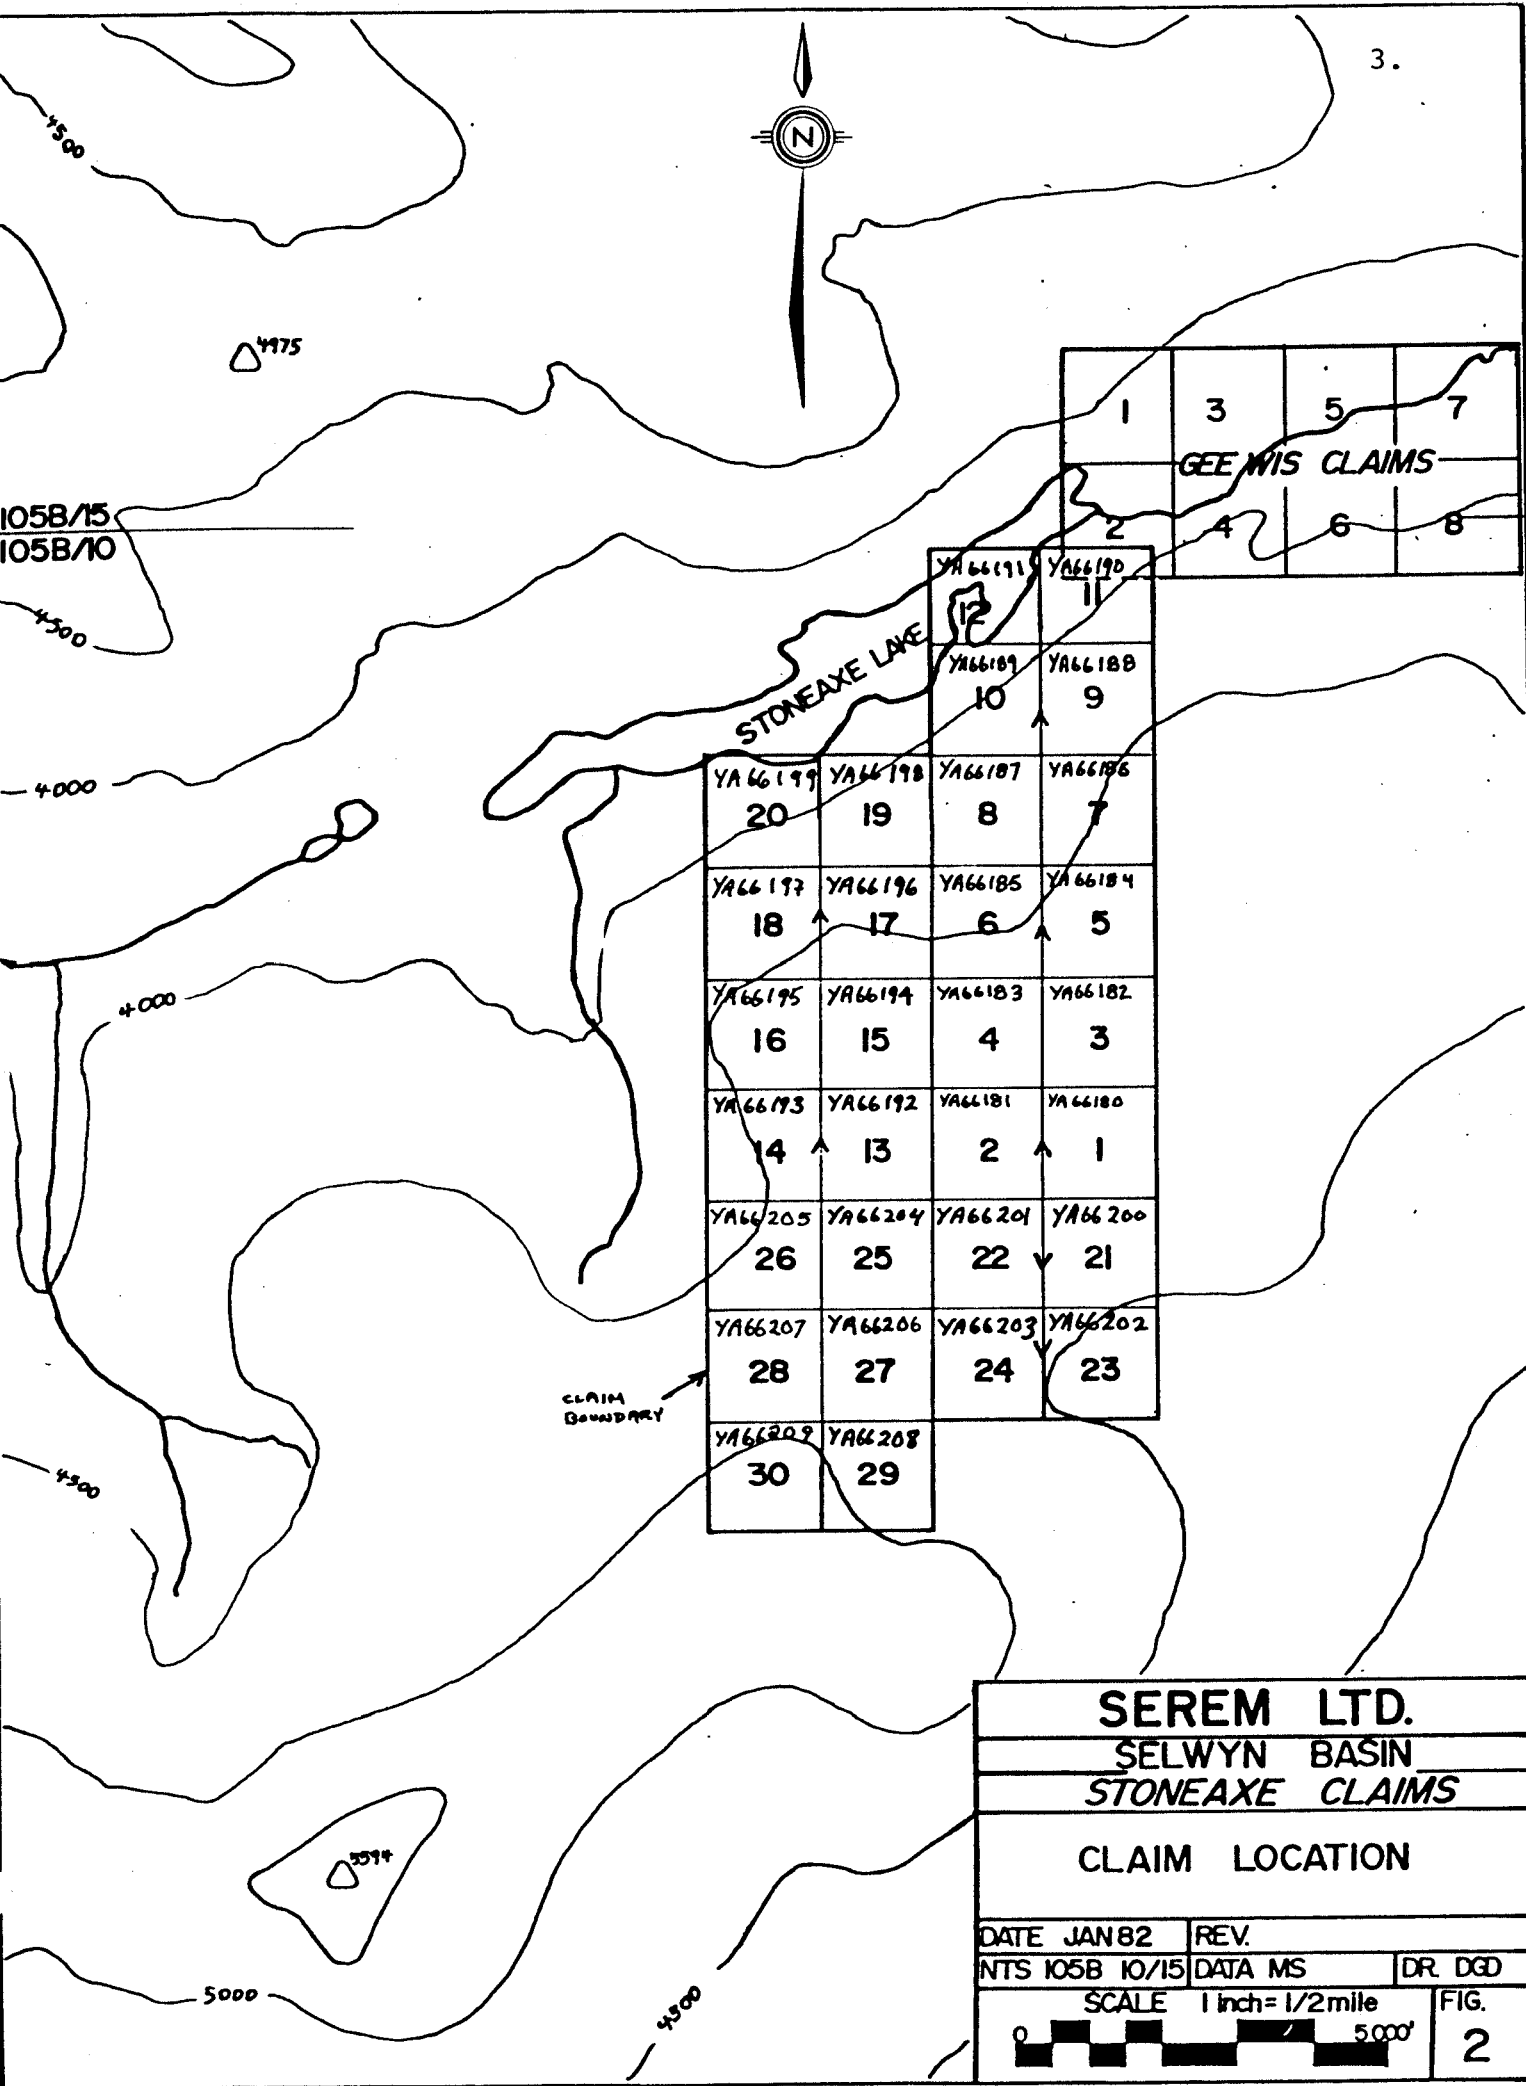 3.
N
4500
4975
1 3 5 7
GEE WIS CLAIMS
2 4 6 8
105B/15
105B/10
4500
YA66191 YA66190
12 11
STONEAXE LAKE
YA66189 YA66188
10 9
4000
YA66199 YA66198 YA66187 YA66186
20 19 8 7
YA66197 YA66196 YA66185 YA66184
18 17 6 5
4000
YA66195 YA66194 YA66183 YA66182
16 15 4 3
YA66193 YA66192 YA66181 YA66180
14 13 2 1
YA66205 YA66204 YA66201 YA66200
26 25 22 21
YA66207 YA66206 YA66203 YA66202
28 27 24 23
CLAIM
BOUNDARY
YA66209 YA66208
30 29
4500
SEREM LTD.
SELWYN BASIN
STONEAXE CLAIMS
CLAIM LOCATION
5594
5000
4500
DATE JAN 82 REV.
NTS 105B 10/15 DATA MS DR. DGD
SCALE 1 inch = 1/2 mile FIG.
0 5000' 2